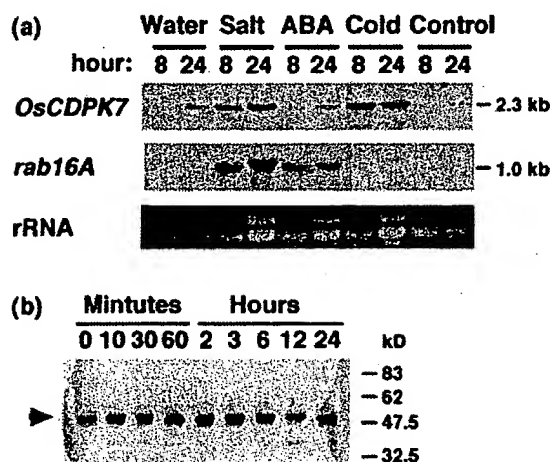 (a) Water Salt ABA Cold Control
hour: 8 24 8 24 8 24 8 24 8 24
OsCDPK7 – 2.3 kb
rab16A – 1.0 kb
rRNA
(b) Mintutes Hours
0 10 30 60 2 3 6 12 24 kD
– 83
– 62
– 47.5
– 32.5